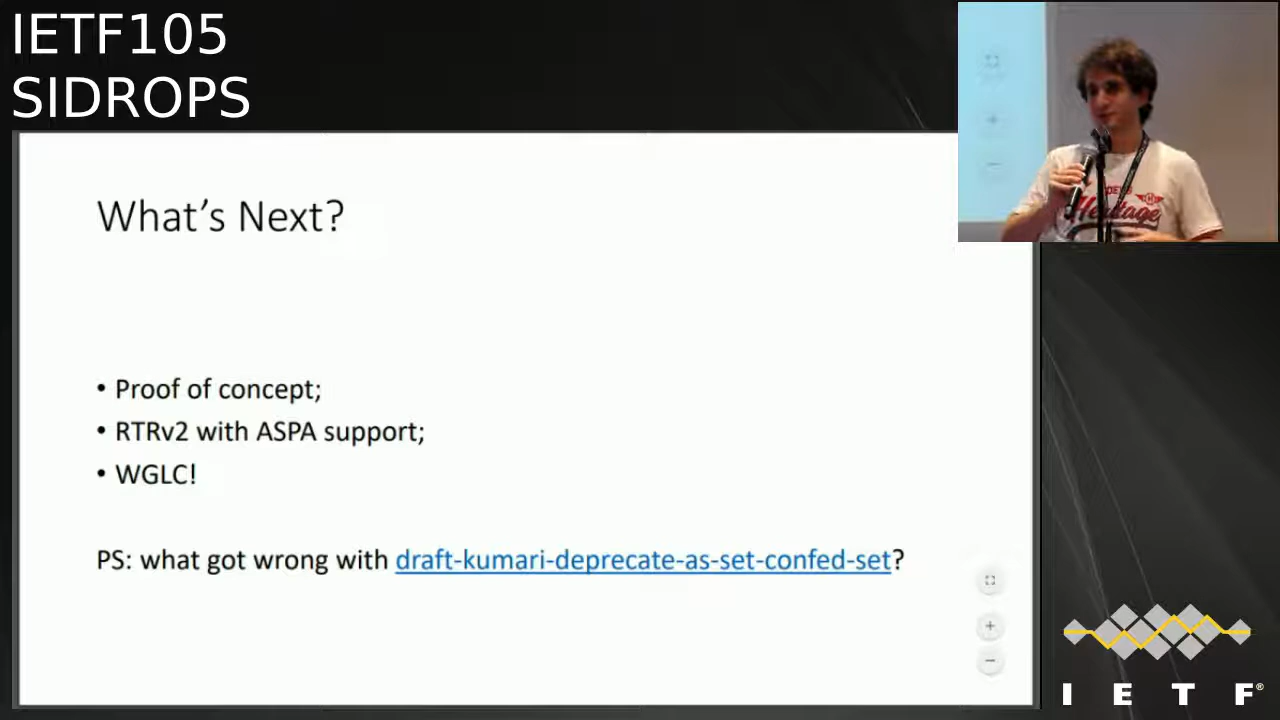 IETF105
SIDROPS
What's Next?
• Proof of concept;
• RTRv2 with ASPA support;
• WGLC!
PS: what got wrong with draft-kumari-deprecate-as-set-confed-set?
Heritage
I E T F®